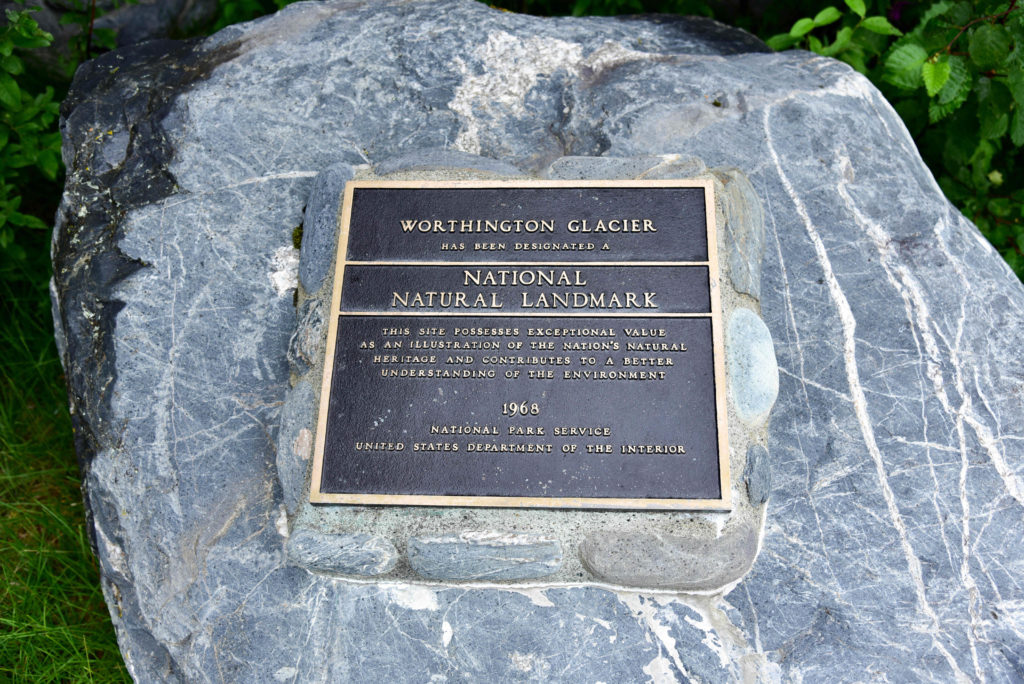 WORTHINGTON GLACIER
HAS BEEN DESIGNATED A
NATIONAL
NATURAL LANDMARK
THIS SITE POSSESSES EXCEPTIONAL VALUE
AS AN ILLUSTRATION OF THE NATION'S NATURAL
HERITAGE AND CONTRIBUTES TO A BETTER
UNDERSTANDING OF THE ENVIRONMENT
1968
NATIONAL PARK SERVICE
UNITED STATES DEPARTMENT OF THE INTERIOR